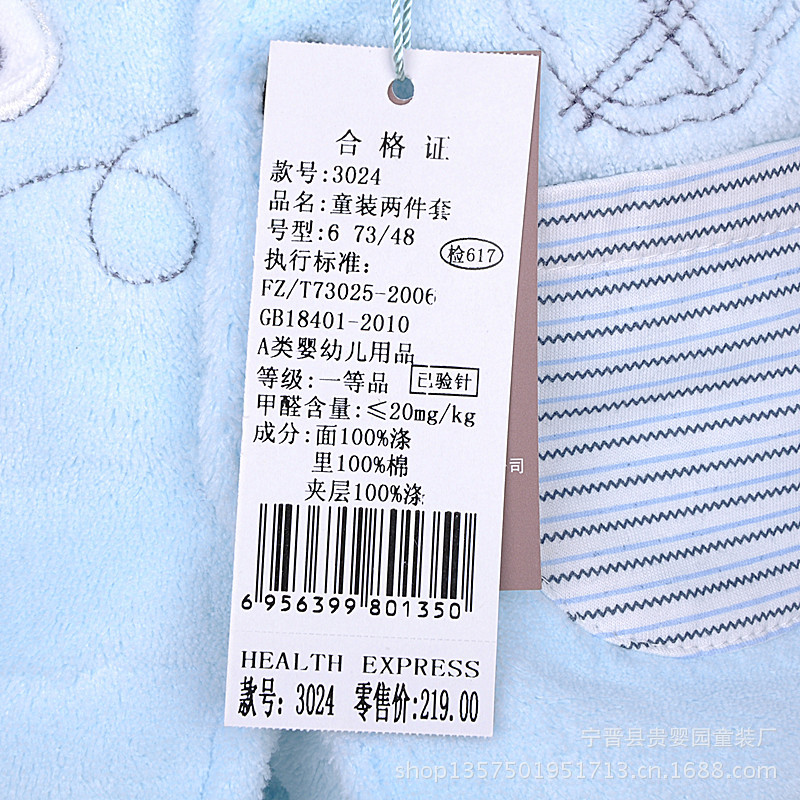 合格证
款号:3024
品名:童装两件套
号型:6 73/48
检617
执行标准:
FZ/T73025-2006
GB18401-2010
A类婴幼儿用品
等级:一等品 已验针
甲醛含量:≤20mg/kg
成分:面100%涤
里100%棉
夹层100%涤
司
6 956399 801350
HEALTH EXPRESS
款号: 3024 零售价:219.00
宁晋县贵婴园童装厂
shop1357501951713.cn.1688.com